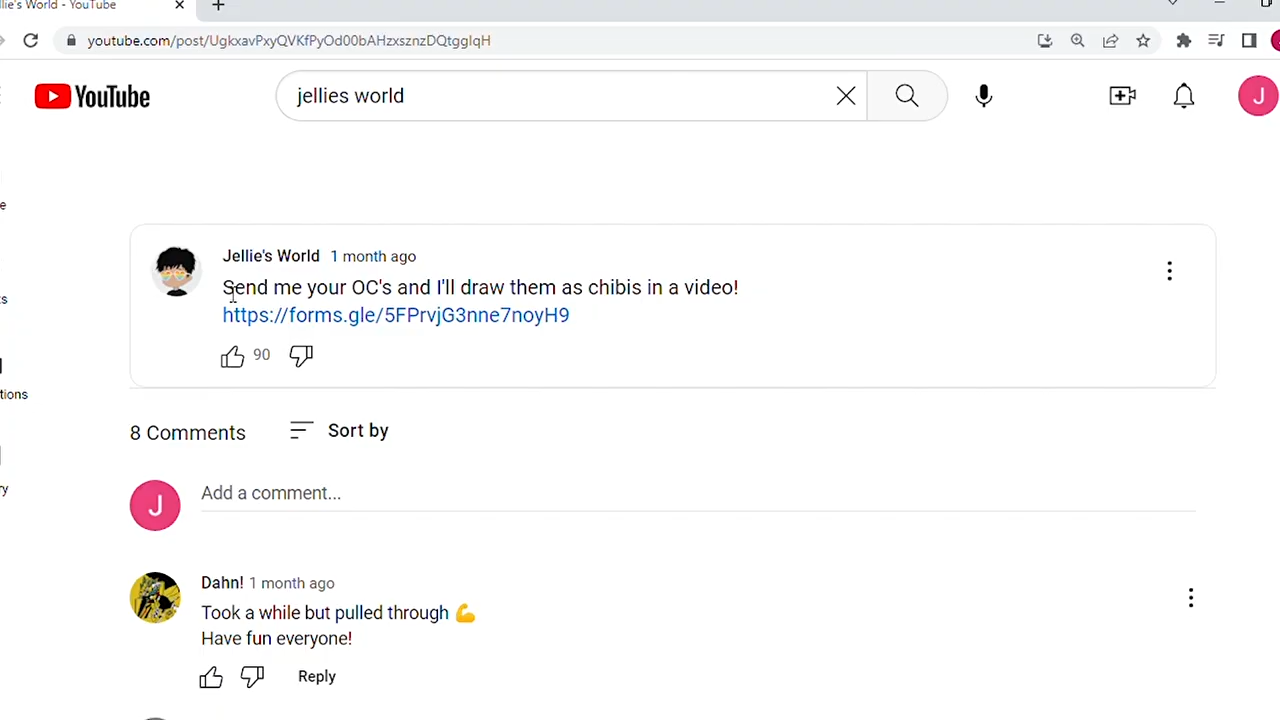 llie's World - YouTube
youtube.com/post/UgkxavPxyQVKfPyOd00bAHzxsznzDQtggIqH
YouTube
jellies world
J
Jellie's World 1 month ago
Send me your OC's and I'll draw them as chibis in a video!
https://forms.gle/5FPrvjG3nne7noyH9
90
8 Comments
Sort by
J
Add a comment...
Dahn! 1 month ago
Took a while but pulled through 💪
Have fun everyone!
Reply